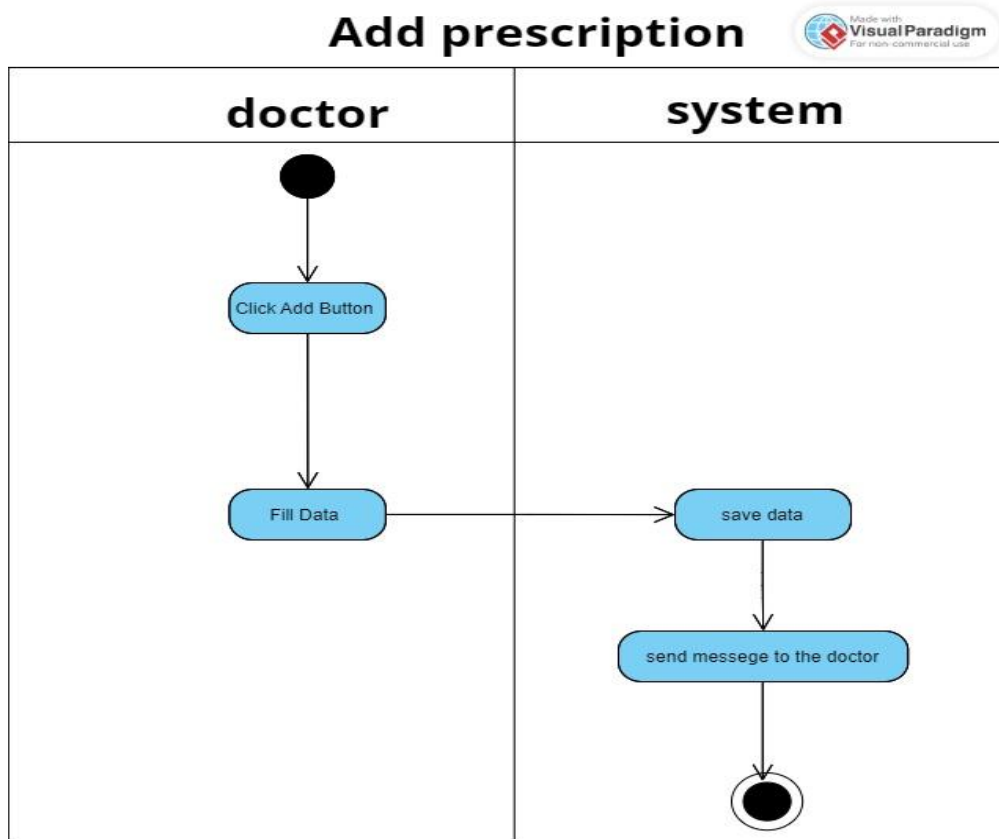 Add prescription
Made with
Visual Paradigm
For non-commercial use
doctor
system
Click Add Button
Fill Data
save data
send messege to the doctor